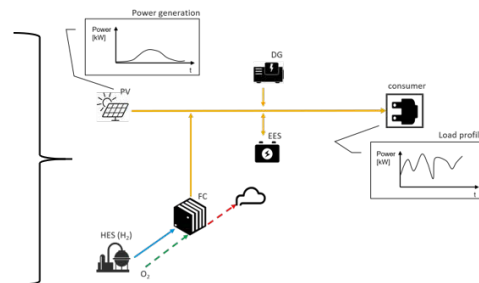 Power generation
Power
[kW]
t
PV
DG
consumer
EES
Load profil
Power
[kW]
t
FC
HES (H₂)
O₂